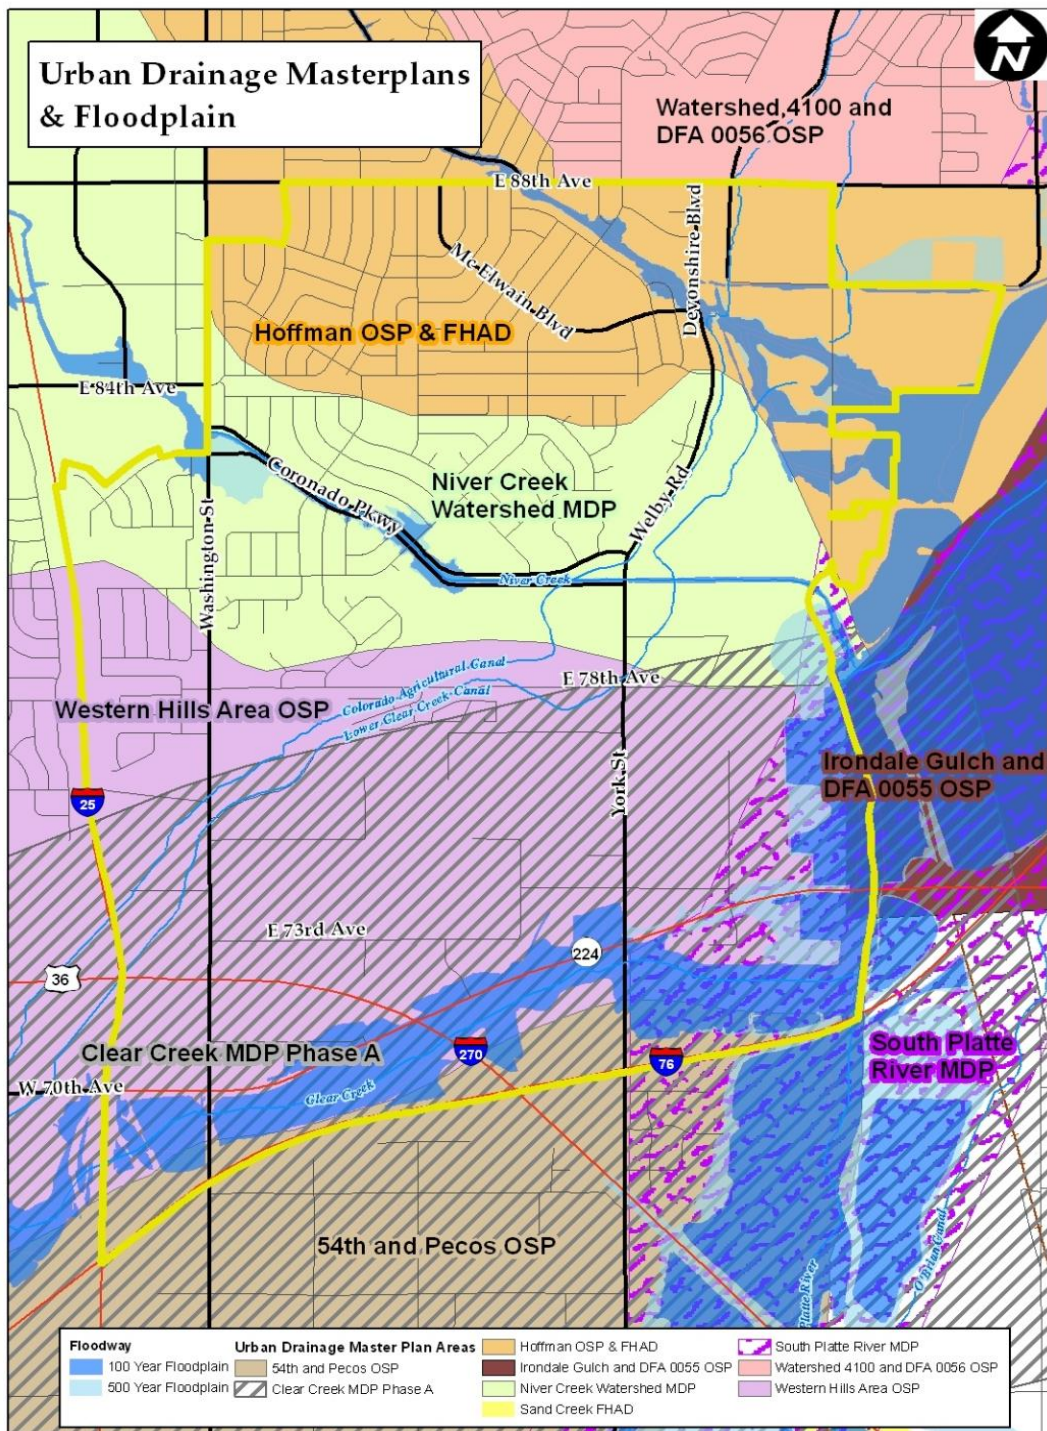 Urban Drainage Masterplans
& Floodplain
N
Watershed 4100 and
DFA 0056 OSP
E 88th Ave
Devonshire Blvd
Mc Elwain Blvd
Hoffman OSP & FHAD
E 84th Ave
Coronado Pkwy
Niver Creek
Watershed MDP
Welby Rd
Washington St
Niver Creek
Colorado Agricultural Canal
Lower Clear Creek Canal
E 78th Ave
Western Hills Area OSP
York St
Irondale Gulch and
DFA 0055 OSP
25
E 73rd Ave
224
36
Clear Creek MDP Phase A
270
76
South Platte
River MDP
W 70th Ave
Clear Creek
54th and Pecos OSP
Platte River
O'Brian Canal
Floodway
100 Year Floodplain
500 Year Floodplain
Urban Drainage Master Plan Areas
54th and Pecos OSP
Clear Creek MDP Phase A
Hoffman OSP & FHAD
Irondale Gulch and DFA 0055 OSP
Niver Creek Watershed MDP
Sand Creek FHAD
South Platte River MDP
Watershed 4100 and DFA 0056 OSP
Western Hills Area OSP